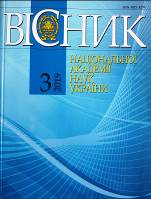 ВІСНИК
НАЦІОНАЛЬНОЇ
АКАДЕМІЇ
НАУК
УКРАЇНИ
3
2019